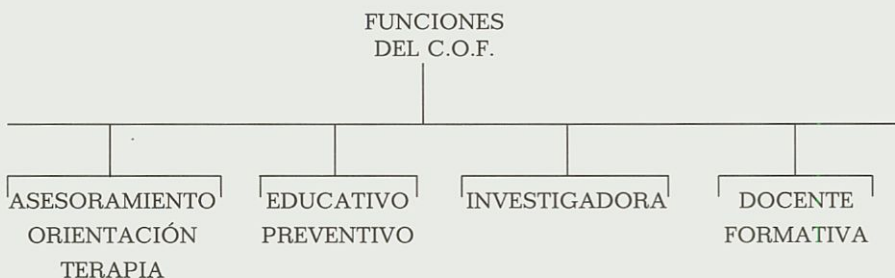 FUNCIONES
DEL C.O.F.
ASESORAMIENTO
ORIENTACIÓN
TERAPIA
EDUCATIVO
PREVENTIVO
INVESTIGADORA
DOCENTE
FORMATIVA